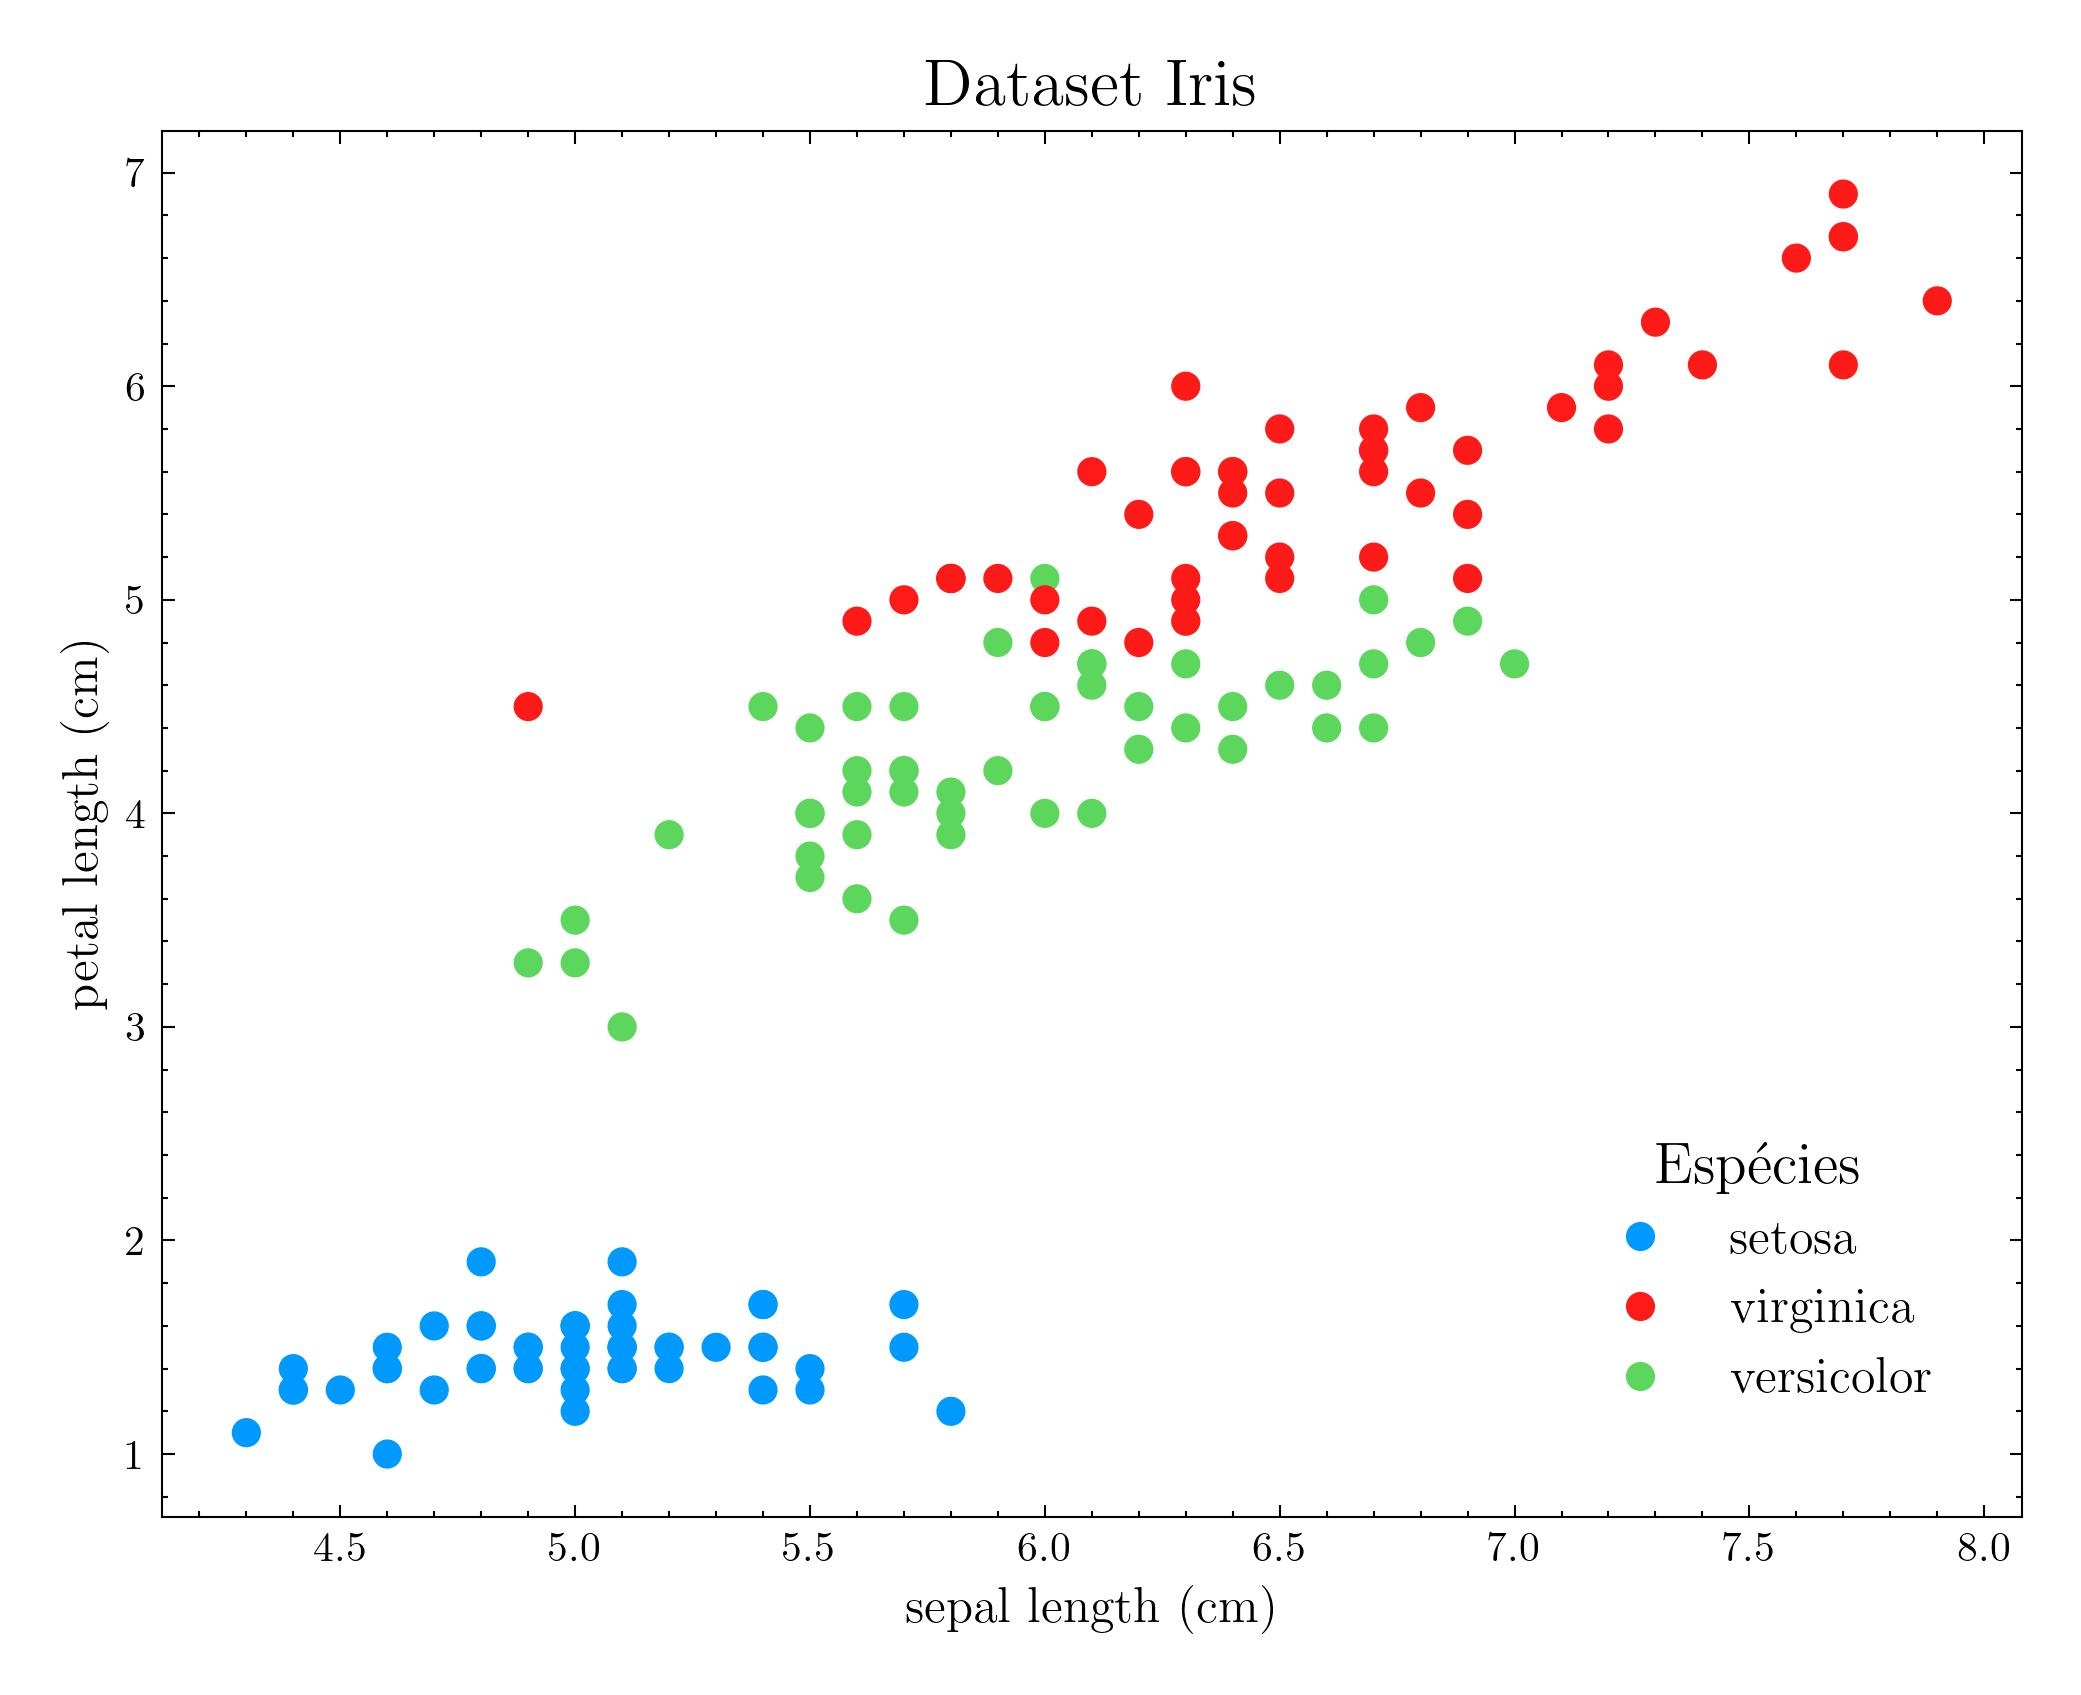 Dataset Iris
7
6
5
4
3
2
1
petal length (cm)
Espécies
setosa
virginica
versicolor
4.5 5.0 5.5 6.0 6.5 7.0 7.5 8.0
sepal length (cm)